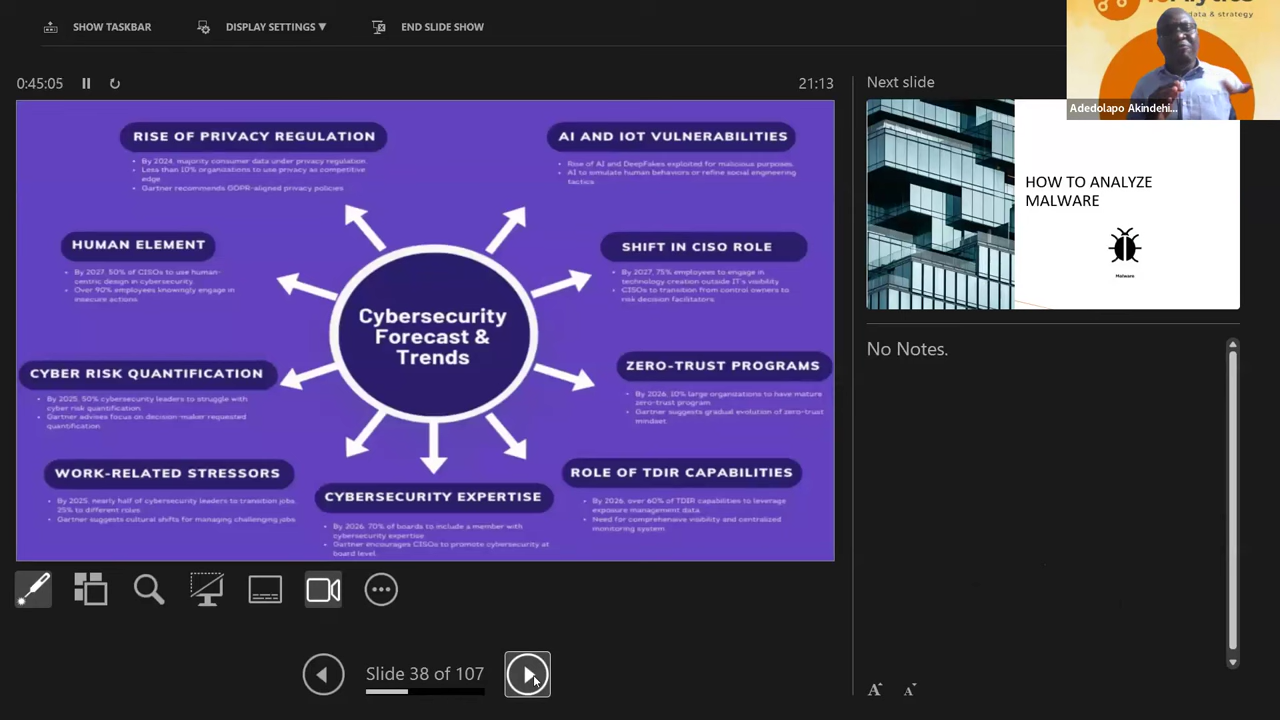 SHOW TASKBAR
DISPLAY SETTINGS ▼
END SLIDE SHOW
data & strategy
Adedolapo Akindehi...
0:45:05
21:13
Next slide
RISE OF PRIVACY REGULATION
By 2024, majority consumer data under privacy regulation.
Less than 10% organizations to use privacy as competitive
edge
Gartner recommends GDPR-aligned privacy policies
AI AND IOT VULNERABILITIES
Rise of AI and DeepFakes exploited for malicious purposes.
AI to simulate human behaviors or refine social engineering
tactics
HUMAN ELEMENT
By 2027, 50% of CISOs to use human-
centric design in cybersecurity.
Over 90% employees knowingly engage in
insecure actions.
SHIFT IN CISO ROLE
By 2027, 75% employees to engage in
technology creation outside IT's visibility.
CISOs to transition from control owners to
risk decision facilitators.
Cybersecurity
Forecast &
Trends
CYBER RISK QUANTIFICATION
By 2025, 50% cybersecurity leaders to struggle with
cyber risk quantification.
Gartner advises focus on decision-maker-requested
quantification.
ZERO-TRUST PROGRAMS
By 2026, 10% large organizations to have mature
zero-trust program.
Gartner suggests gradual evolution of zero-trust
mindset.
WORK-RELATED STRESSORS
By 2025, nearly half of cybersecurity leaders to transition jobs,
25% to different roles
Gartner suggests cultural shifts for managing challenging jobs
CYBERSECURITY EXPERTISE
By 2026, 70% of boards to include a member with
cybersecurity expertise
Gartner encourages CISOs to promote cybersecurity at
board level.
ROLE OF TDIR CAPABILITIES
By 2026, over 60% of TDIR capabilities to leverage
exposure management data.
Need for comprehensive visibility and centralized
monitoring system
HOW TO ANALYZE
MALWARE
Malware
No Notes.
Slide 38 of 107
A
A